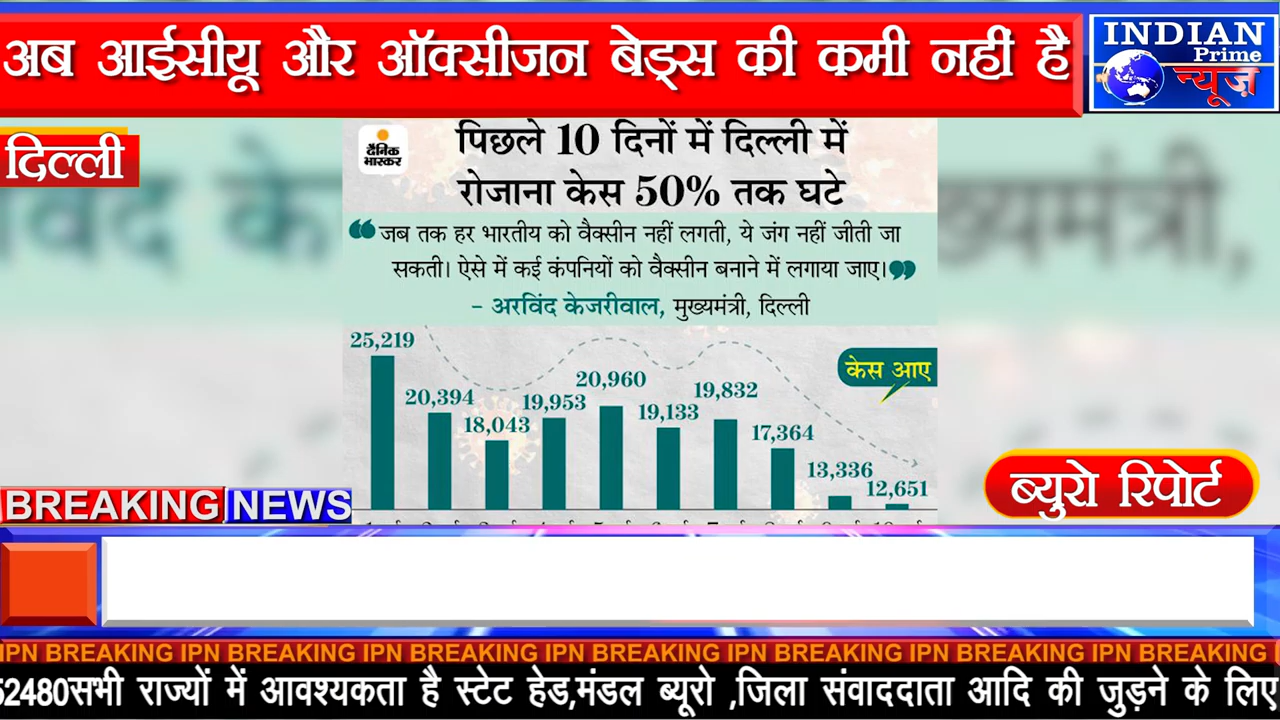 अब आईसीयू और ऑक्सीजन बेड्स की कमी नहीं है
INDIAN
Prime
न्यूज़
दिल्ली
दैनिक
भास्कर
पिछले 10 दिनों में दिल्ली में
रोजाना केस 50% तक घटे
❝ जब तक हर भारतीय को वैक्सीन नहीं लगती, ये जंग नहीं जीती जा
सकती। ऐसे में कई कंपनियों को वैक्सीन बनाने में लगाया जाए।❞
- अरविंद केजरीवाल, मुख्यमंत्री, दिल्ली
केस आए
25,219
20,394
18,043
19,953
20,960
19,133
19,832
17,364
13,336
12,651
ब्युरो रिपोर्ट
BREAKING NEWS
IPN BREAKING IPN BREAKING IPN BREAKING IPN BREAKING IPN BREAKING IPN BREAKING IPN BREAKING
52480सभी राज्यों में आवश्यकता है स्टेट हेड,मंडल ब्यूरो ,जिला संवाददाता आदि की जुड़ने के लिए